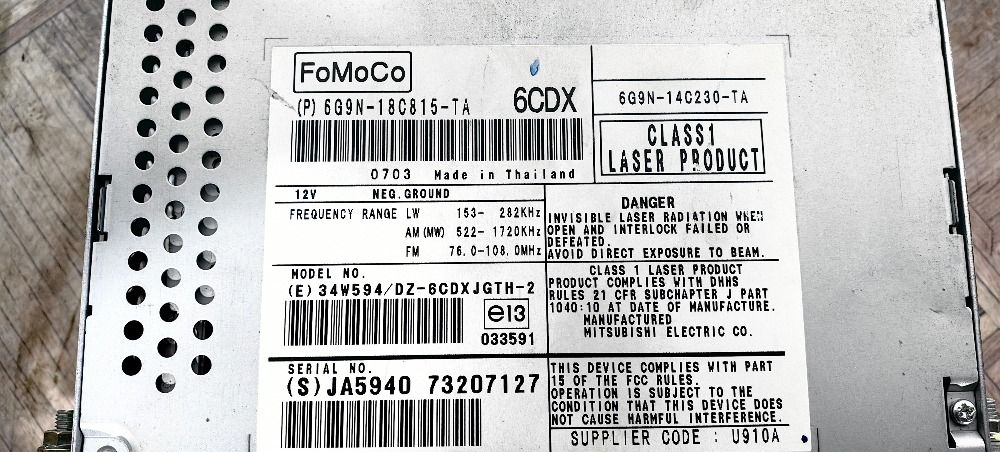 FoMoCo
(P) 6G9N-18C815-TA 6CDX
6G9N-14C230-TA
CLASS1
LASER PRODUCT
0703 Made in Thailand
12V NEG.GROUND
FREQUENCY RANGE LW 153- 282KHz
AM(MW) 522- 1720KHz
FM 76.0-108.0MHz
DANGER
INVISIBLE LASER RADIATION WHEN
OPEN AND INTERLOCK FAILED OR
DEFEATED.
AVOID DIRECT EXPOSURE TO BEAM.
MODEL NO.
(E) 34W594/DZ-6CDXJGTH-2
e13
033591
CLASS 1 LASER PRODUCT
PRODUCT COMPLIES WITH DHHS
RULES 21 CFR SUBCHAPTER J PART
1040:10 AT DATE OF MANUFACTURE.
MANUFACTURED
MITSUBISHI ELECTRIC CO.
SERIAL NO.
(S) JA5940 73207127
THIS DEVICE COMPLIES WITH PART
15 OF THE FCC RULES.
OPERATION IS SUBJECT TO THE
CONDITION THAT THIS DEVICE DOES
NOT CAUSE HARMFUL INTERFERENCE.
SUPPLIER CODE : U910A